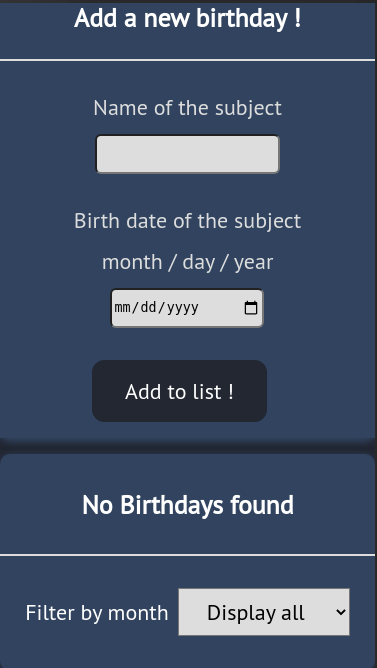 Add a new birthday !
Name of the subject
Birth date of the subject
month / day / year
mm/dd/yyyy
Add to list !
No Birthdays found
Filter by month Display all